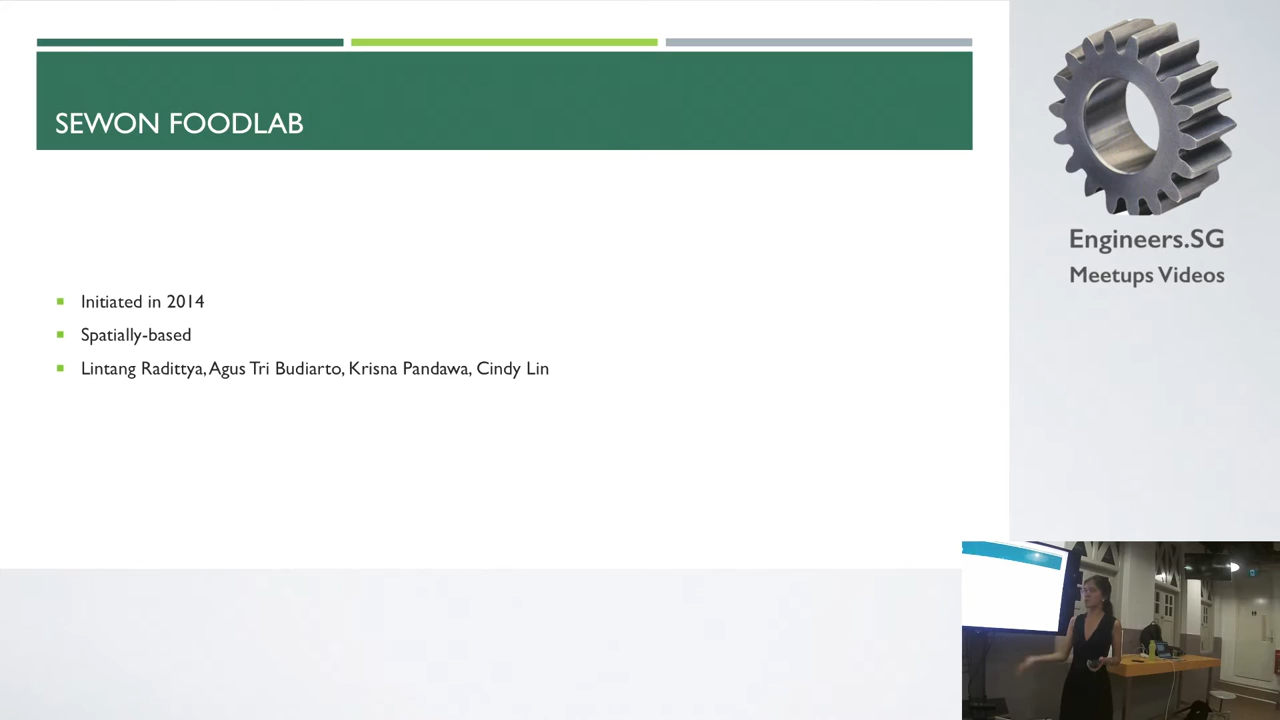 SEWON FOODLAB
Initiated in 2014
Spatially-based
Lintang Radittya, Agus Tri Budiarto, Krisna Pandawa, Cindy Lin
Engineers.SG
Meetups Videos